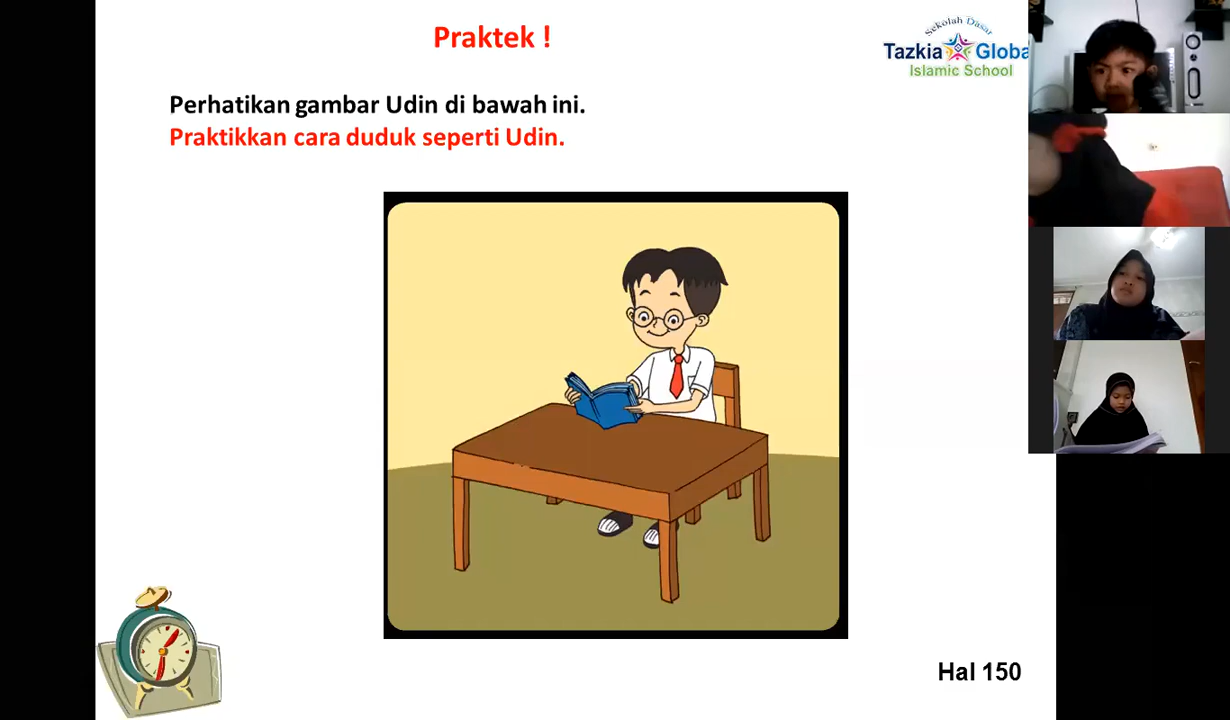 Praktek !
Sekolah Dasar
Tazkia Globa
Islamic School
Perhatikan gambar Udin di bawah ini.
Praktikkan cara duduk seperti Udin.
Hal 150